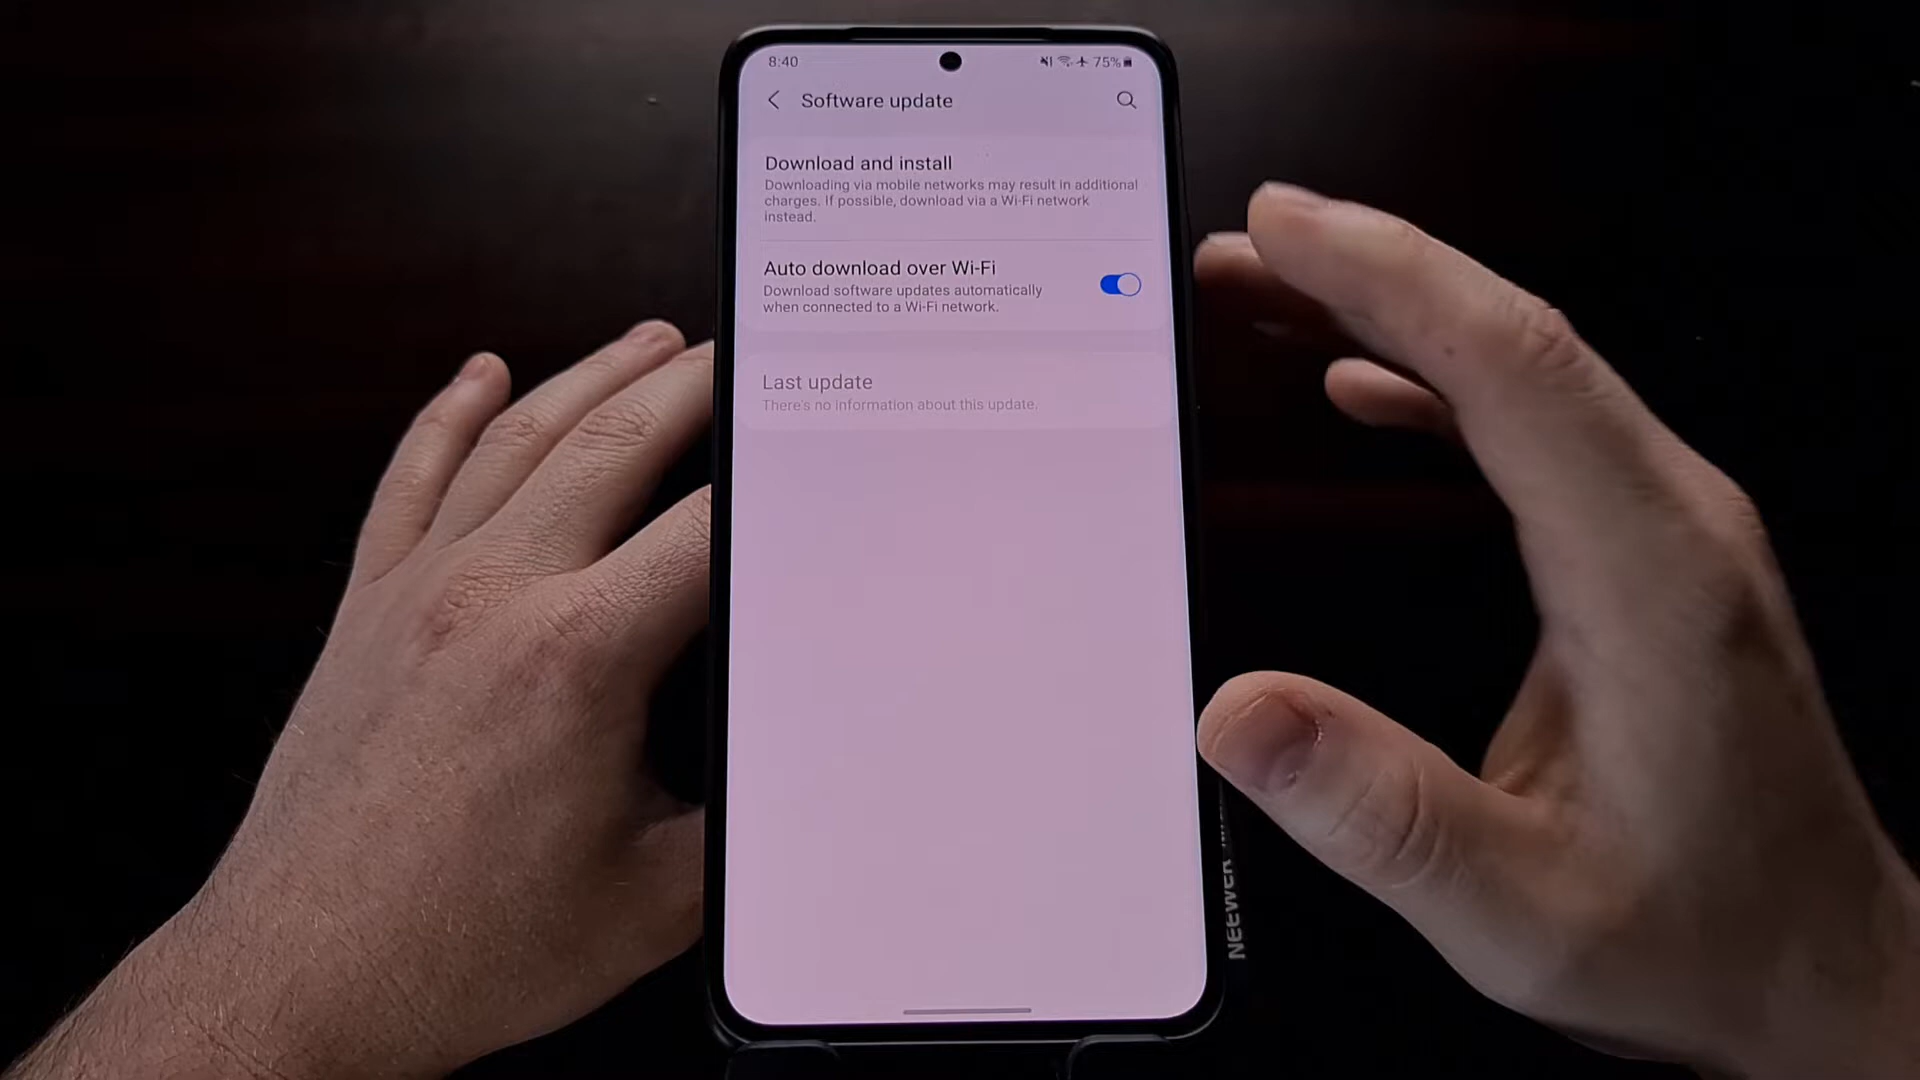 8:40
75%
Software update
Download and install
Downloading via mobile networks may result in additional
charges. If possible, download via a Wi-Fi network
instead.
Auto download over Wi-Fi
Download software updates automatically
when connected to a Wi-Fi network.
Last update
There's no information about this update.
NEEWER